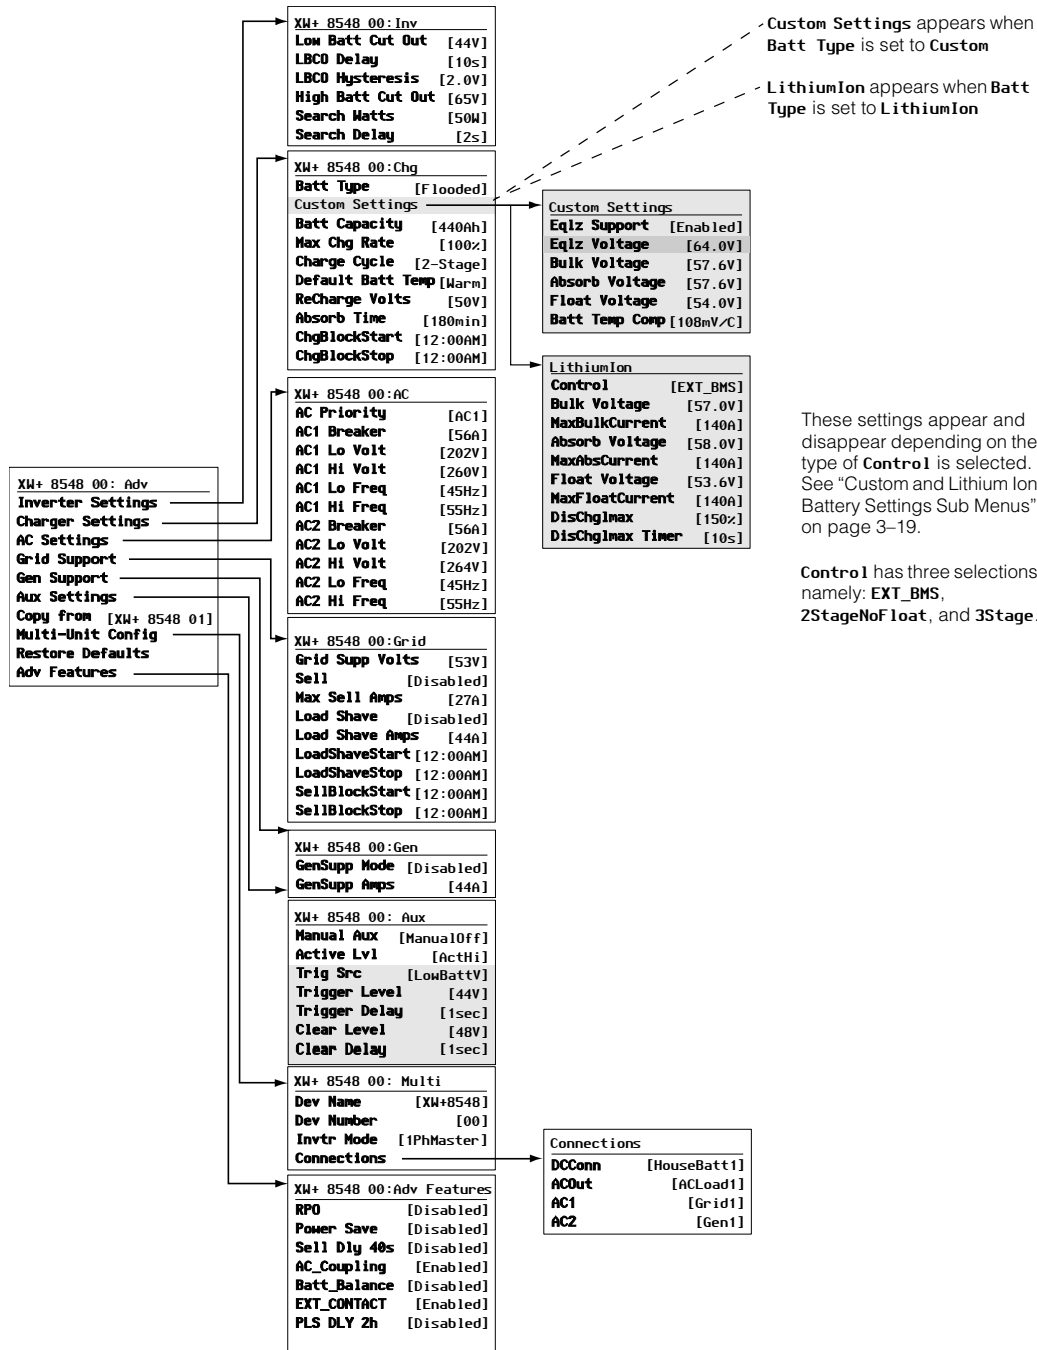 XW+ 8548 00: Adv
Inverter Settings
Charger Settings
AC Settings
Grid Support
Gen Support
Aux Settings
Copy from [XW+ 8548 01]
Multi-Unit Config
Restore Defaults
Adv Features
XW+ 8548 00:Inv
Low Batt Cut Out [44V]
LBCO Delay [10s]
LBCO Hysteresis [2.0V]
High Batt Cut Out [65V]
Search Watts [50W]
Search Delay [2s]
XW+ 8548 00:Chg
Batt Type [Flooded]
Custom Settings
Batt Capacity [440Ah]
Max Chg Rate [100%]
Charge Cycle [2-Stage]
Default Batt Temp [Warm]
ReCharge Volts [50V]
Absorb Time [180min]
ChgBlockStart [12:00AM]
ChgBlockStop [12:00AM]
XW+ 8548 00:AC
AC Priority [AC1]
AC1 Breaker [56A]
AC1 Lo Volt [202V]
AC1 Hi Volt [260V]
AC1 Lo Freq [45Hz]
AC1 Hi Freq [55Hz]
AC2 Breaker [56A]
AC2 Lo Volt [202V]
AC2 Hi Volt [264V]
AC2 Lo Freq [45Hz]
AC2 Hi Freq [55Hz]
XW+ 8548 00:Grid
Grid Supp Volts [53V]
Sell [Disabled]
Max Sell Amps [27A]
Load Shave [Disabled]
Load Shave Amps [44A]
LoadShaveStart [12:00AM]
LoadShaveStop [12:00AM]
SellBlockStart [12:00AM]
SellBlockStop [12:00AM]
XW+ 8548 00:Gen
GenSupp Mode [Disabled]
GenSupp Amps [44A]
XW+ 8548 00: Aux
Manual Aux [ManualOff]
Active Lvl [ActHi]
Trig Src [LowBattV]
Trigger Level [44V]
Trigger Delay [1sec]
Clear Level [48V]
Clear Delay [1sec]
XW+ 8548 00: Multi
Dev Name [XW+8548]
Dev Number [00]
Invtr Mode [1PhMaster]
Connections
XW+ 8548 00:Adv Features
RPO [Disabled]
Power Save [Disabled]
Sell Dly 40s [Disabled]
AC_Coupling [Enabled]
Batt_Balance [Disabled]
EXT_CONTACT [Enabled]
PLS DLY 2h [Disabled]
Custom Settings
Eqlz Support [Enabled]
Eqlz Voltage [64.0V]
Bulk Voltage [57.6V]
Absorb Voltage [57.6V]
Float Voltage [54.0V]
Batt Temp Comp [108mV/C]
LithiumIon
Control [EXT_BMS]
Bulk Voltage [57.0V]
MaxBulkCurrent [140A]
Absorb Voltage [58.0V]
MaxAbsCurrent [140A]
Float Voltage [53.6V]
MaxFloatCurrent [140A]
DisChgImax [150%]
DisChgImax Timer [10s]
Connections
DCConn [HouseBatt1]
ACOut [ACLoad1]
AC1 [Grid1]
AC2 [Gen1]
Custom Settings appears when
Batt Type is set to Custom
LithiumIon appears when Batt
Type is set to LithiumIon
These settings appear and
disappear depending on the
type of Control is selected.
See “Custom and Lithium Ion
Battery Settings Sub Menus”
on page 3–19.
Control has three selections
namely: EXT_BMS,
2StageNoFloat, and 3Stage.